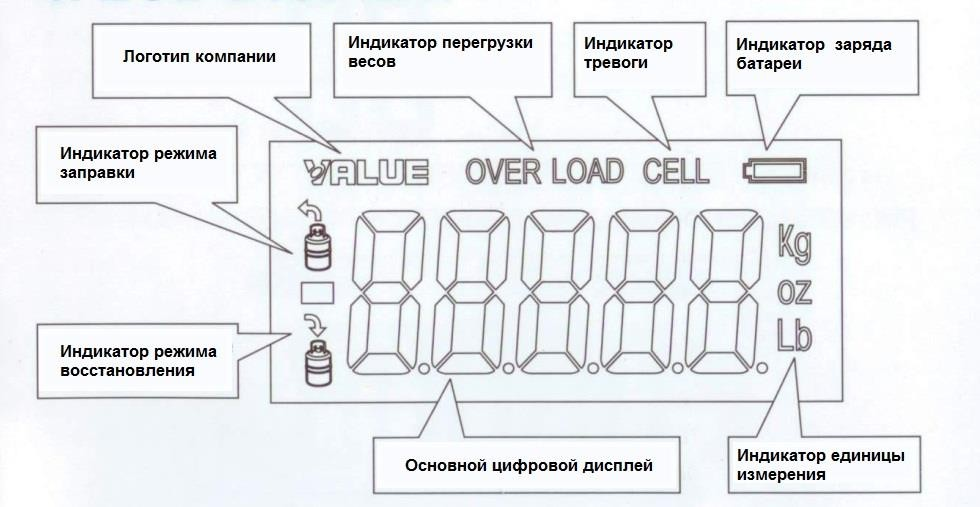 Логотип компании
Индикатор перегрузки
весов
Индикатор
тревоги
Индикатор заряда
батареи
Индикатор режима
заправки
VALUE OVER LOAD CELL
Kg
oz
Lb
Индикатор режима
восстановления
Основной цифровой дисплей
Индикатор единицы
измерения